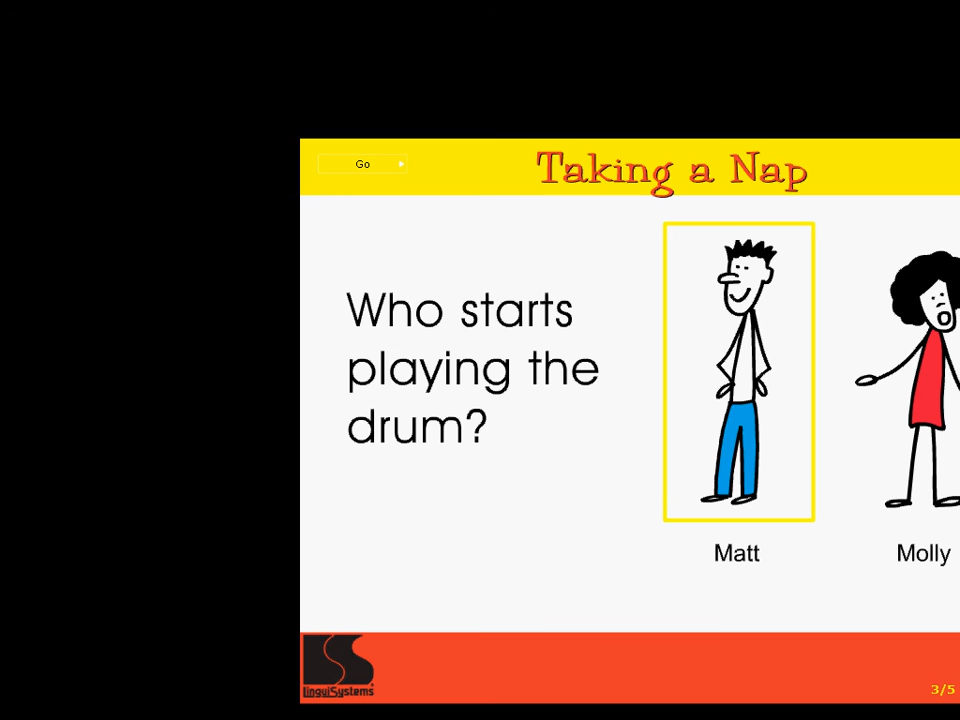 Go
Taking a Nap
Who starts
playing the
drum?
Matt
Molly
LinguiSystems
3/5